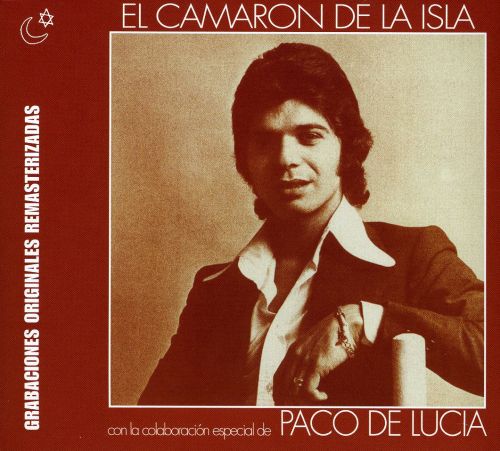 EL CAMARON DE LA ISLA
GRABACIONES ORIGINALES REMASTERIZADAS
con la colaboración especial de PACO DE LUCIA